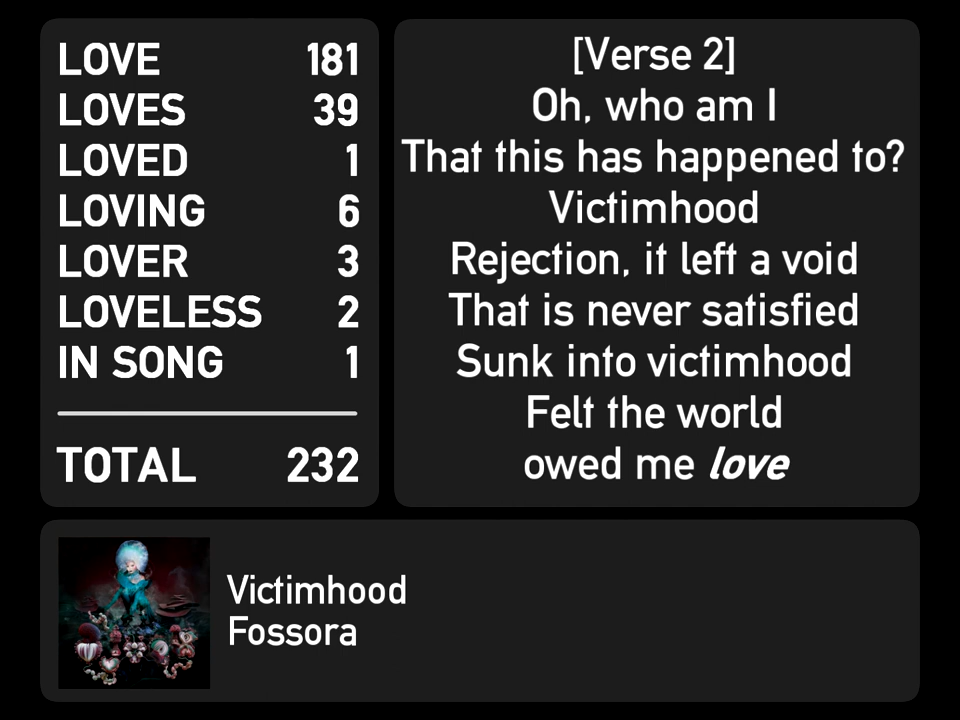 LOVE 181
LOVES 39
LOVED 1
LOVING 6
LOVER 3
LOVELESS 2
IN SONG 1
TOTAL 232
[Verse 2]
Oh, who am I
That this has happened to?
Victimhood
Rejection, it left a void
That is never satisfied
Sunk into victimhood
Felt the world
owed me love
Victimhood
Fossora